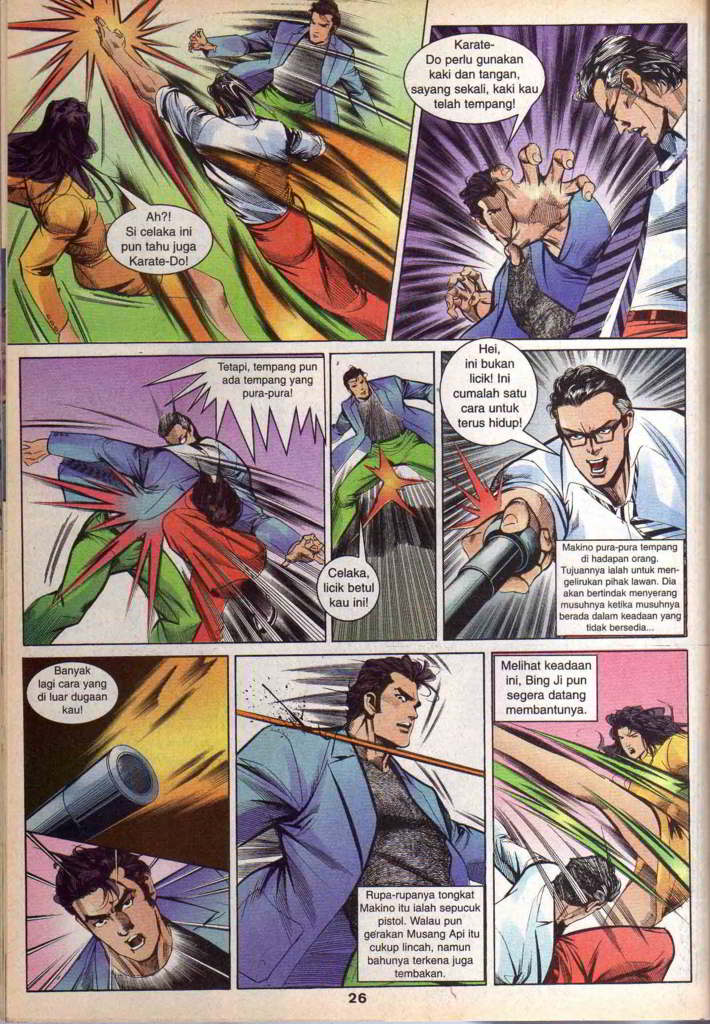 Ah?!
Si celaka ini
pun tahu juga
Karate-Do!
Karate-
Do perlu gunakan
kaki dan tangan,
sayang sekali, kaki kau
telah tempang!
Tetapi, tempang pun
ada tempang yang
pura-pura!
Celaka,
licik betul
kau ini!
Hei,
ini bukan
licik! Ini
cumalah satu
cara untuk
terus hidup!
Makino pura-pura tempang
di hadapan orang.
Tujuannya ialah untuk men-
gelirukan pihak lawan. Dia
akan bertindak menyerang
musuhnya ketika musuhnya
berada dalam keadaan yang
tidak bersedia...
Banyak
lagi cara yang
di luar dugaan
kau!
Rupa-rupanya tongkat
Makino itu ialah sepucuk
pistol. Walau pun
gerakan Musang Api itu
cukup lincah, namun
bahunya terkena juga
tembakan.
Melihat keadaan
ini, Bing Ji pun
segera datang
membantunya.
26